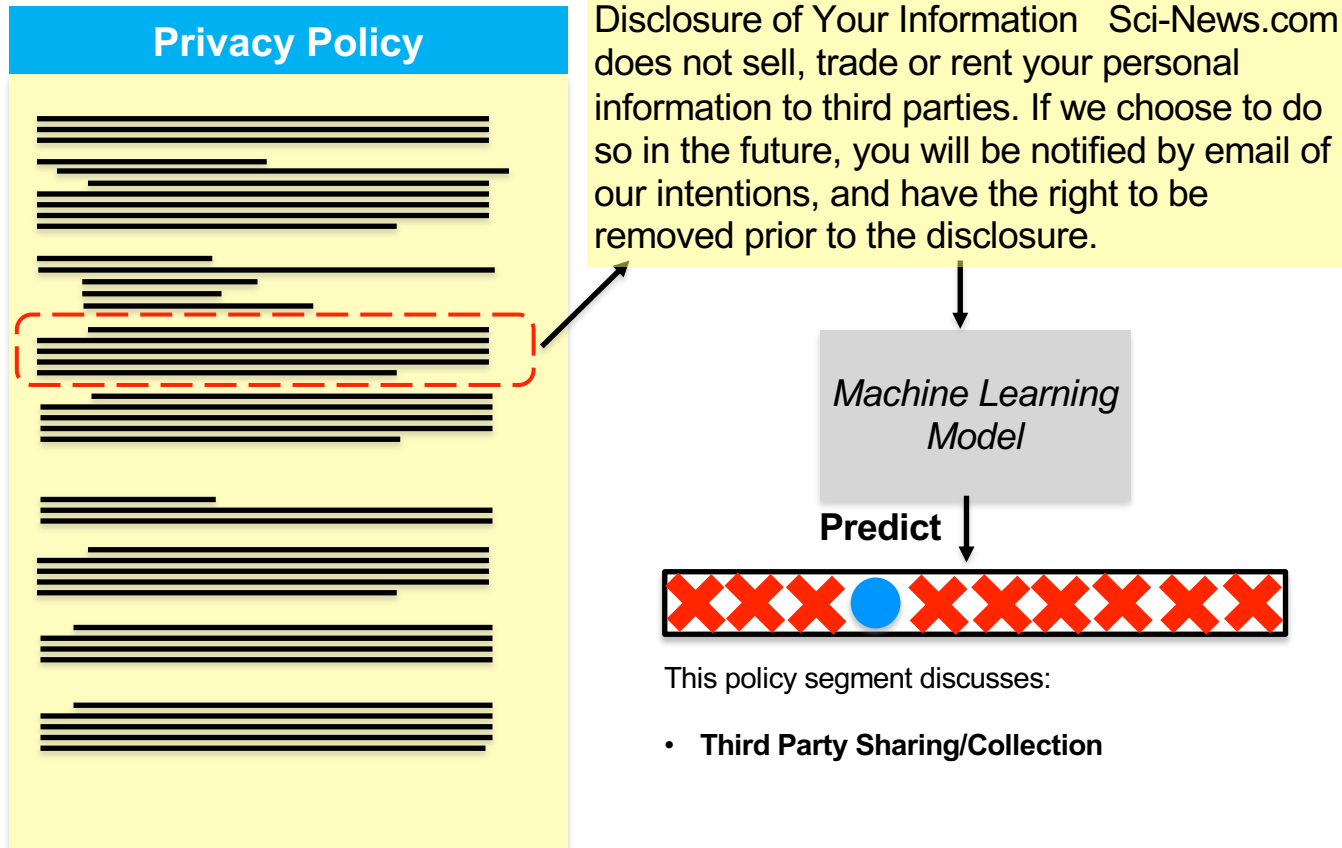 Privacy Policy
Disclosure of Your Information Sci-News.com
does not sell, trade or rent your personal
information to third parties. If we choose to do
so in the future, you will be notified by email of
our intentions, and have the right to be
removed prior to the disclosure.
Machine Learning
Model
Predict
This policy segment discusses:
• Third Party Sharing/Collection